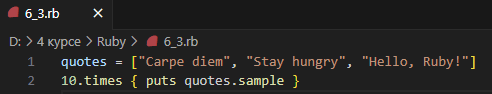 6_3.rb
D: > 4 курсе > Ruby > 6_3.rb
1 quotes = ["Carpe diem", "Stay hungry", "Hello, Ruby!"]
2 10.times { puts quotes.sample }